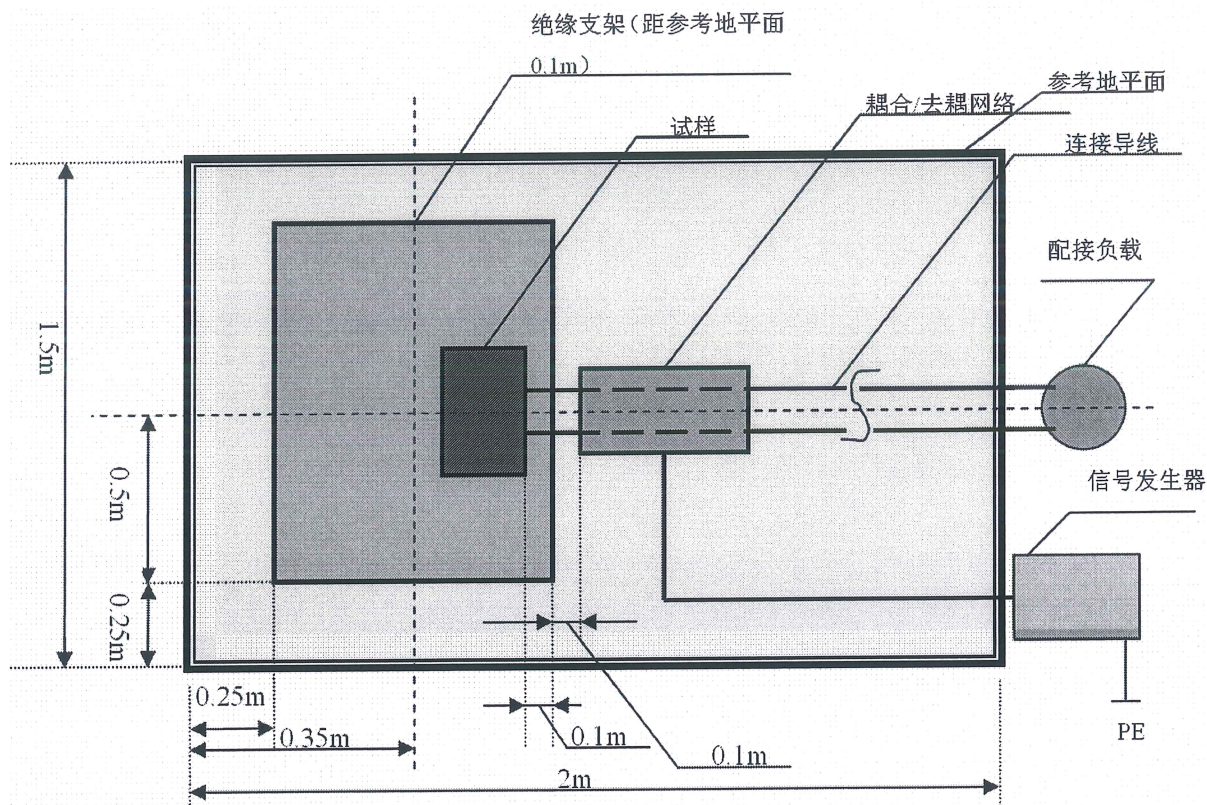 绝缘支架(距参考地平面
0.1m)
参考地平面
耦合/去耦网络
试样
连接导线
配接负载
1.5m
0.5m
信号发生器
0.25m
0.25m
0.35m
0.1m
0.1m
PE
2m